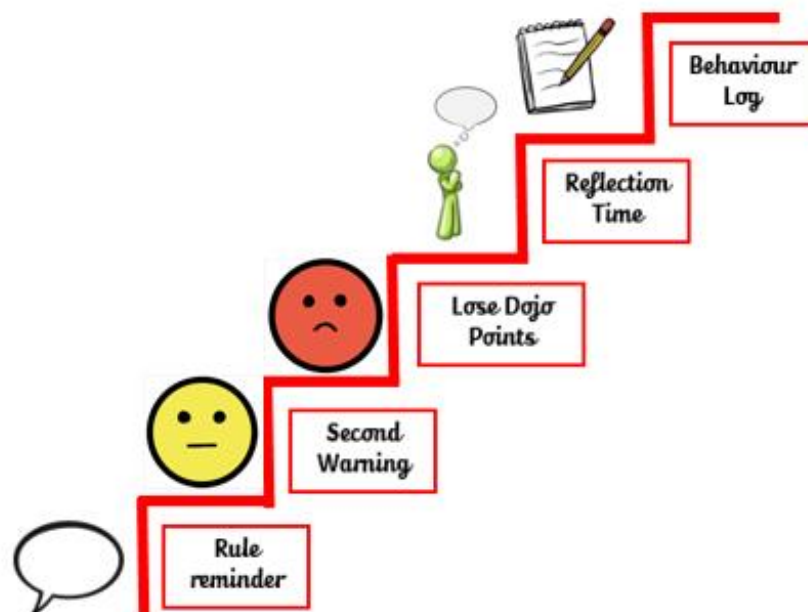 Behaviour
Log
Reflection
Time
Lose Dojo
Points
Second
Warning
Rule
reminder